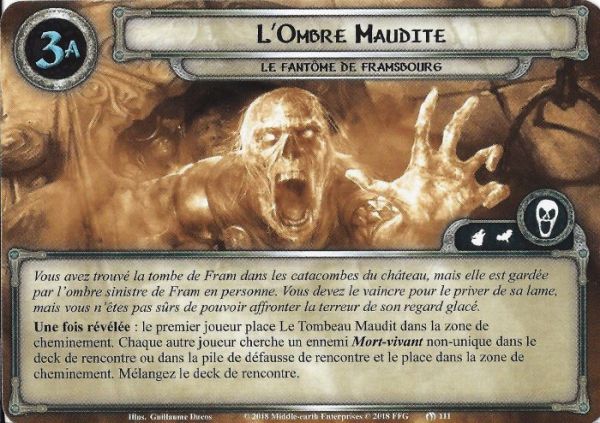 3A
L'Ombre Maudite
Le Fantôme de Framsbourg
Vous avez trouvé la tombe de Fram dans les catacombes du château, mais elle est gardée
par l'ombre sinistre de Fram en personne. Vous devez le vaincre pour le priver de sa lame,
mais vous n'êtes pas sûrs de pouvoir affronter la terreur de son regard glacé.
Une fois révélée : le premier joueur place Le Tombeau Maudit dans la zone de
cheminement. Chaque autre joueur cherche un ennemi Mort-vivant non-unique dans le
deck de rencontre ou dans la pile de défausse de rencontre et le place dans la zone de
cheminement. Mélangez le deck de rencontre.
Illus. Guillaume Ducos © 2018 Middle-earth Enterprises © 2018 FFG 111